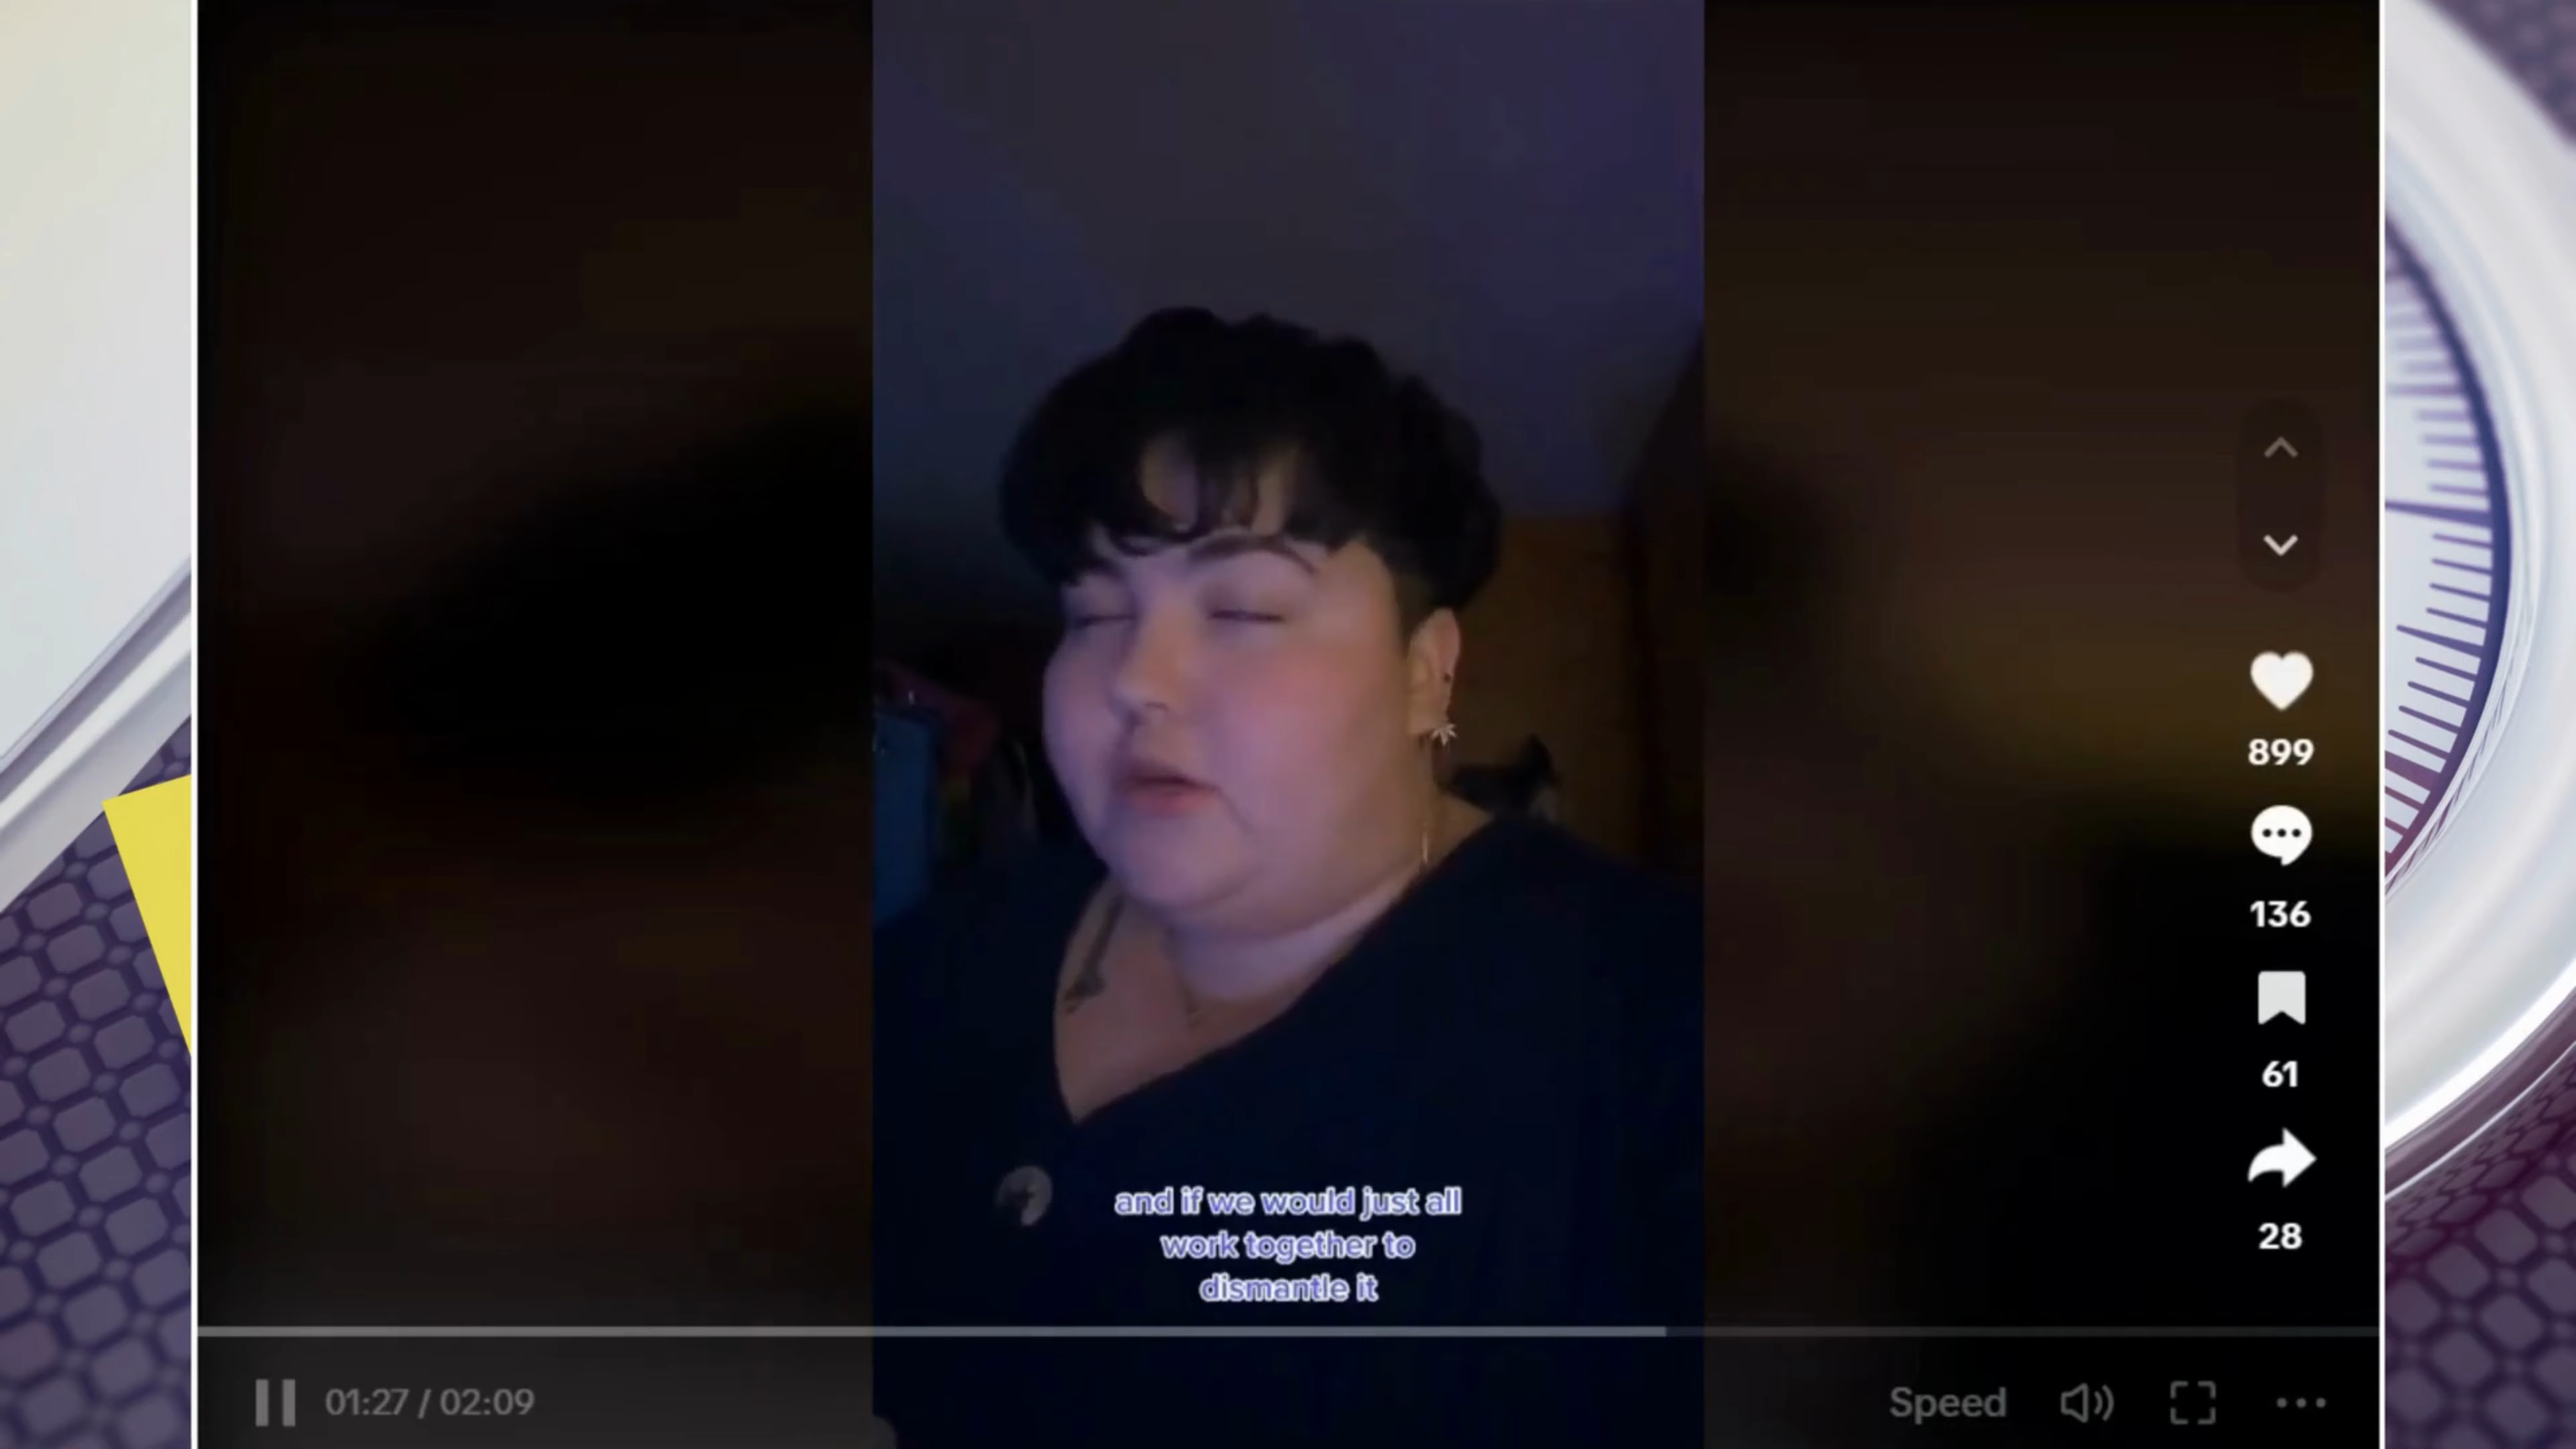 899
136
61
28
and if we would just all
work together to
dismantle it
01:27 / 02:09
Speed